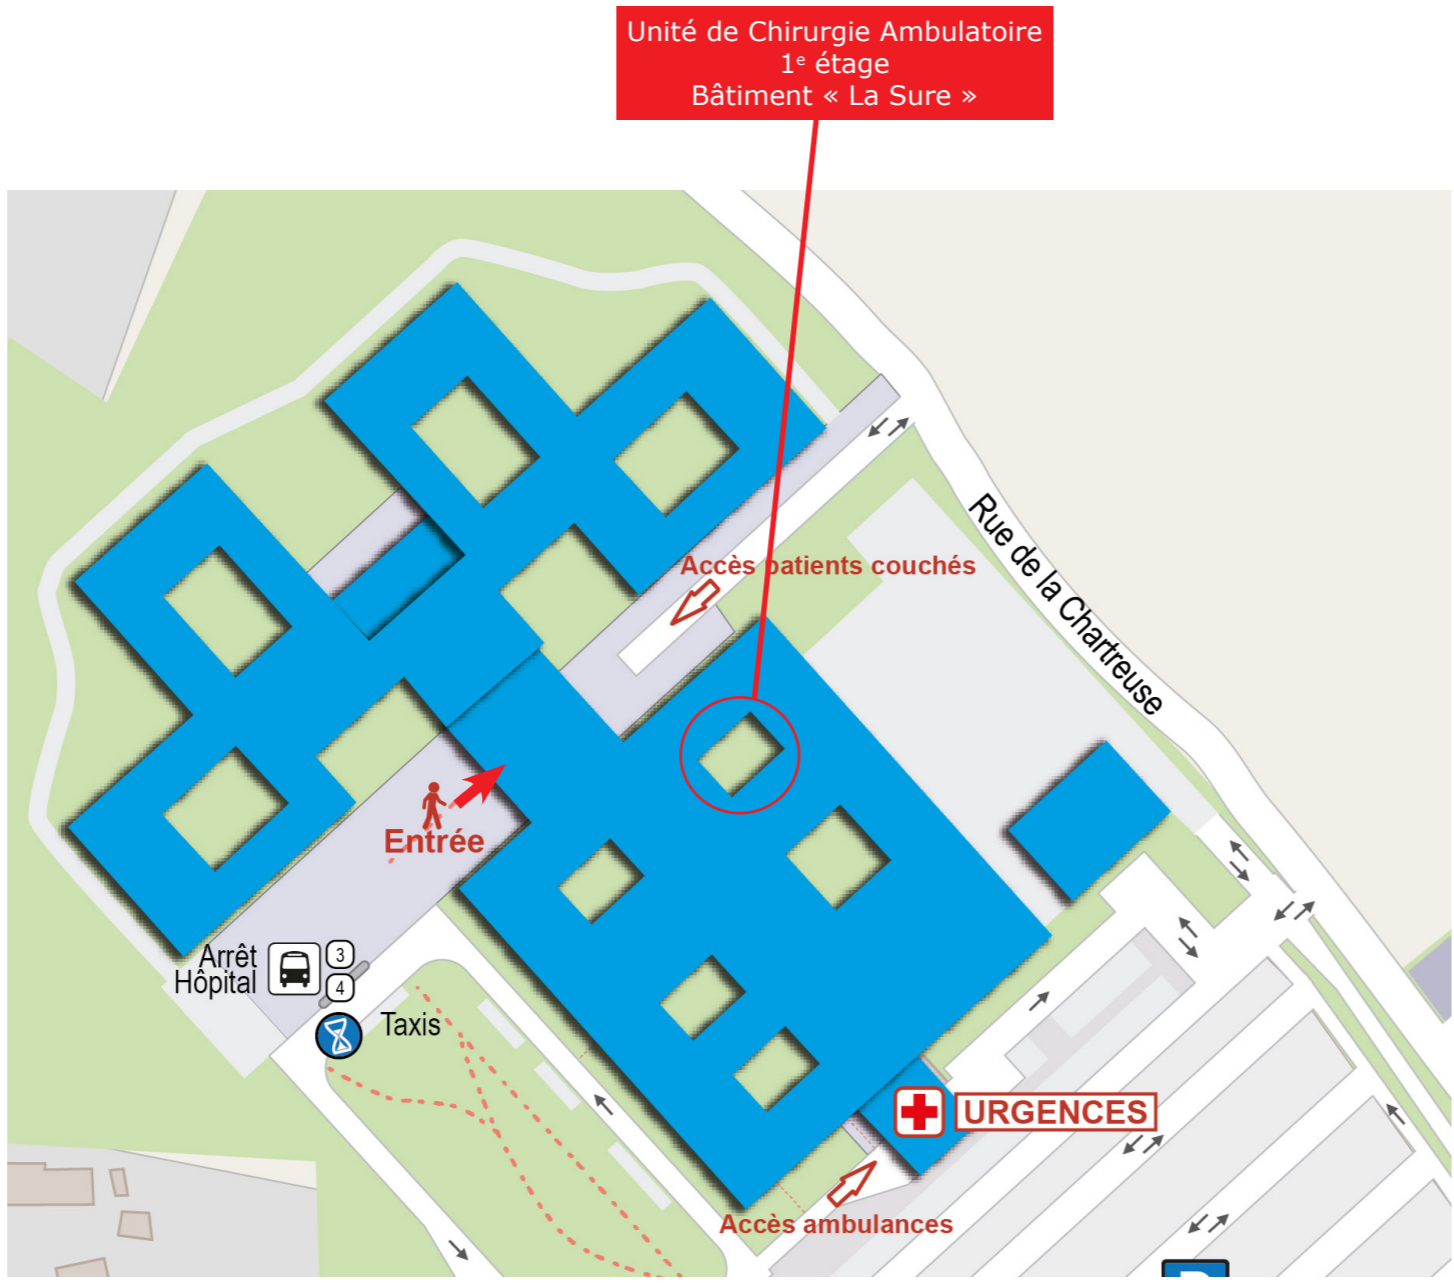 Unité de Chirurgie Ambulatoire
1e étage
Bâtiment « La Sure »
Rue de la Chartreuse
Accès patients couchés
Entrée
Arrêt
Hôpital
3
4
Taxis
URGENCES
Accès ambulances